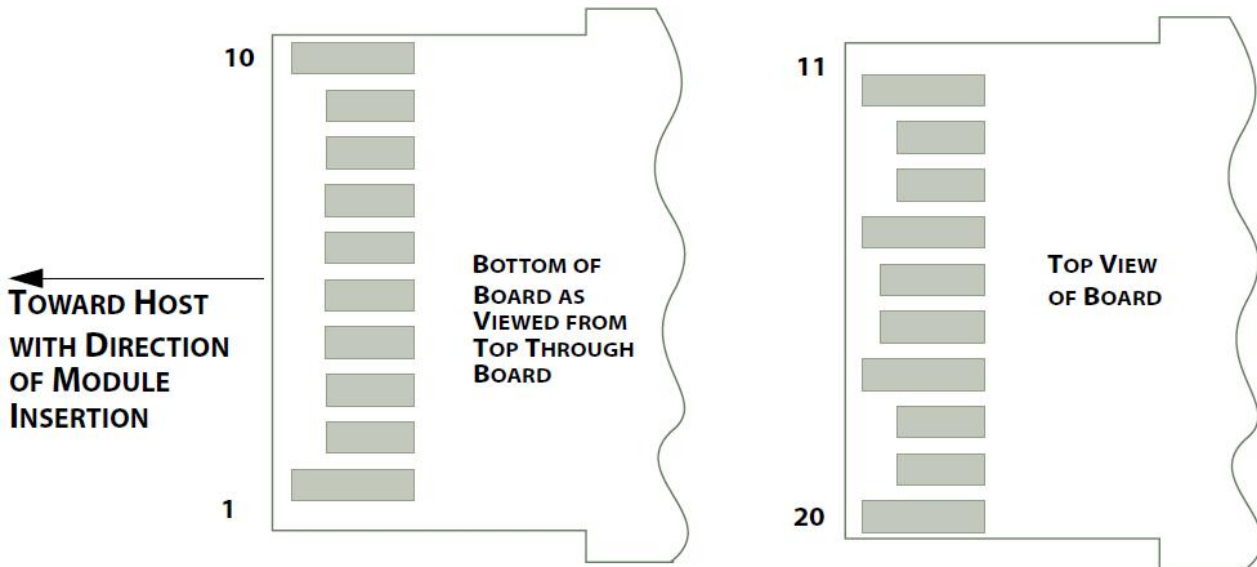 10
11
BOTTOM OF
BOARD AS
VIEWED FROM
TOP THROUGH
BOARD
TOP VIEW
OF BOARD
TOWARD HOST
WITH DIRECTION
OF MODULE
INSERTION
1
20